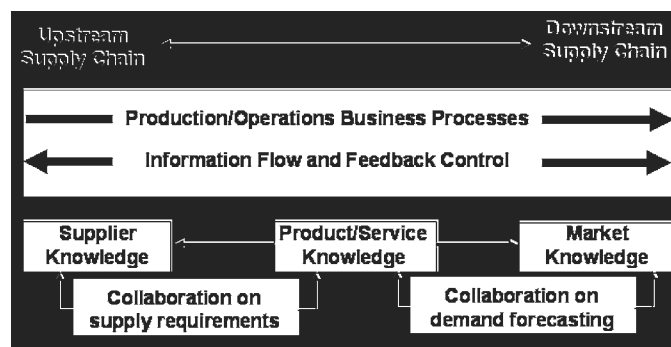 Upstream
Supply Chain
Downstream
Supply Chain
Production/Operations Business Processes
Information Flow and Feedback Control
Supplier
Knowledge
Product/Service
Knowledge
Market
Knowledge
Collaboration on
supply requirements
Collaboration on
demand forecasting